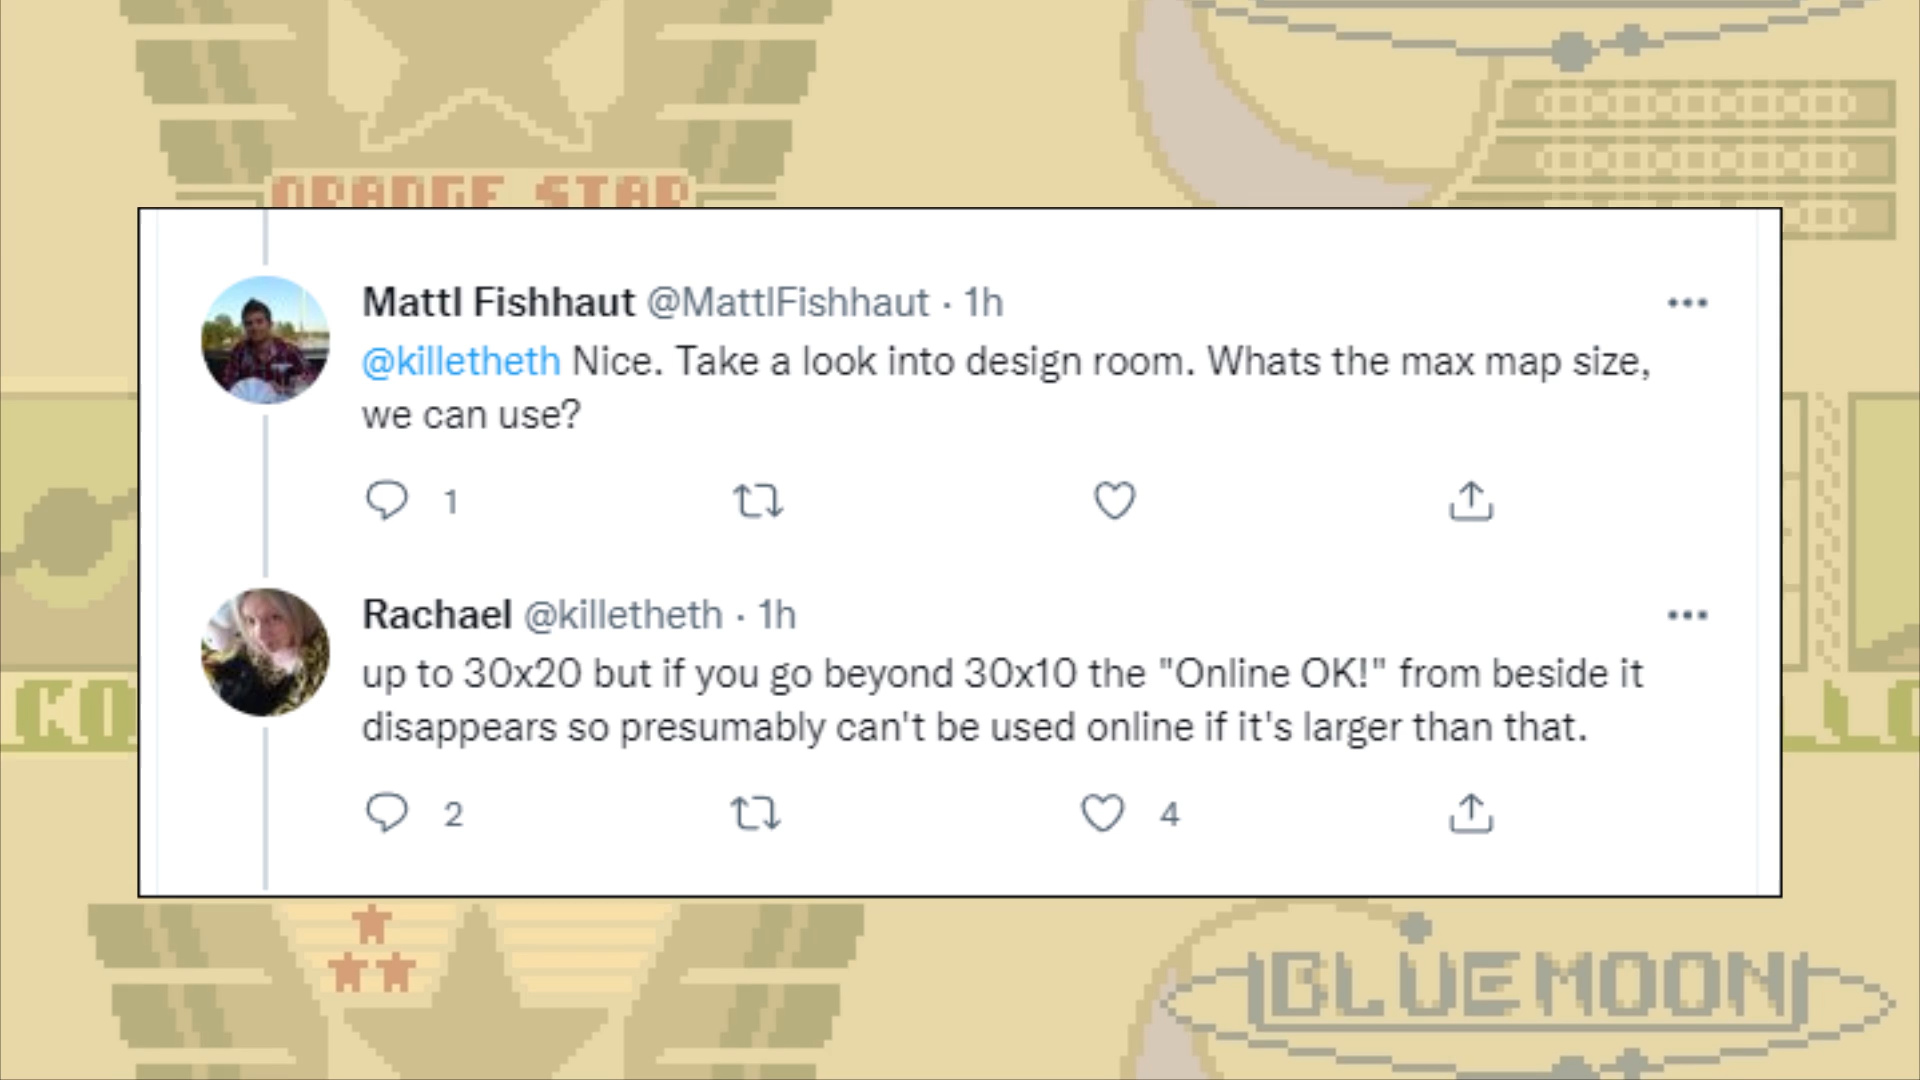 ORANGE STAR
Mattl Fishhaut @MattlFishhaut · 1h
@killetheth Nice. Take a look into design room. Whats the max map size,
we can use?
1
Rachael @killetheth · 1h
up to 30x20 but if you go beyond 30x10 the "Online OK!" from beside it
disappears so presumably can't be used online if it's larger than that.
2
4
BLUE MOON